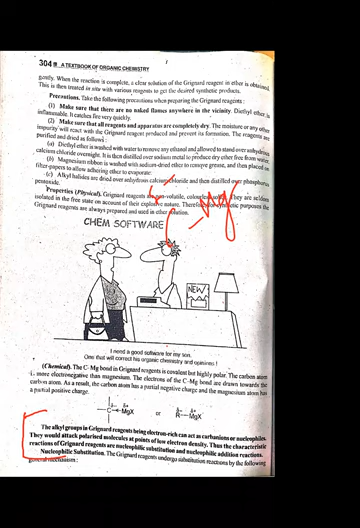 304 A TEXTBOOK OF ORGANIC CHEMISTRY
gently. When the reaction is complete, a clear solution of the Grignard reagent in ether is obtained.
This is then treated in situ with various reagents to get the desired synthetic products.
Precautions. Take the following precautions when preparing the Grignard reagents :
(1) Make sure that there are no naked flames anywhere in the vicinity. Diethyl ether is
inflammable. It catches fire very quickly.
(2) Make sure that all reagents and apparatus are completely dry. The moisture or any other
impurity will react with the Grignard reagent produced and prevent its formation. The reagents are
purified and dried as follows :
(a) Diethyl ether is washed with water to remove any ethanol and allowed to stand over anhydrous
calcium chloride overnight. It is then distilled over sodium metal to produce dry ether free from water.
(b) Magnesium ribbon is washed with ether to remove grease, and then placed on
filter-papers to allow adhering ether to evaporate.
(c) Alkyl halides are dried over anhydrous calcium chloride and then distilled over phosphorus
pentoxide.
Properties (Physical). Grignard reagents are non-volatile, colourless solids. They are seldom
isolated in the free state on account of their explosive nature. Therefore, for synthetic purposes the
Grignard reagents are always prepared and used in ether solution.
Mg
CHEM SOFTWARE
NEW
I need a good software for my son.
One that will correct his organic chemistry and opinions !
(Chemical). The C–Mg bond in Grignard reagents is covalent but highly polar. The carbon atom
is more electronegative than magnesium. The electrons of the C–Mg bond are drawn towards the
carbon atom. As a result, the carbon atom has a partial negative charge and the magnesium atom has
a partial positive charge.
δ– δ+ δ– δ+
–C–MgX or R–MgX
The alkyl groups in Grignard reagents being electron-rich can act as carbanions or nucleophiles.
They would attack polarised molecules at points of low electron density. Thus the characteristic
reactions of Grignard reagents are nucleophilic substitution and nucleophilic addition reactions.
Nucleophilic Substitution. The Grignard reagents undergo substitution reactions by the following
general mechanism :